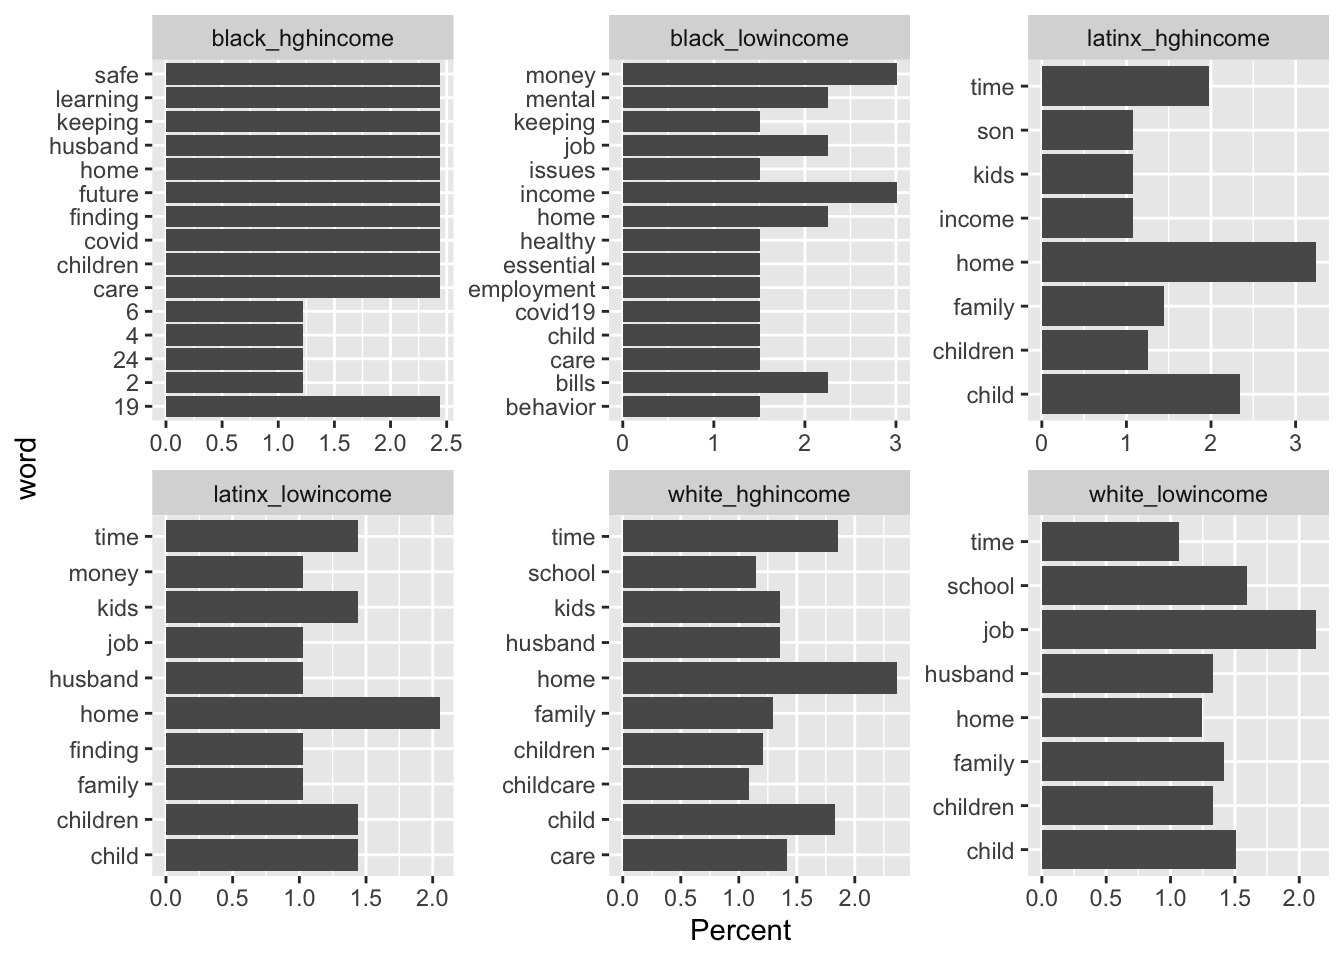 black_hghincome
black_lowincome
latinx_hghincome
safe
learning
keeping
husband
home
future
finding
covid
children
care
6
4
24
2
19
0.0 0.5 1.0 1.5 2.0 2.5
money
mental
keeping
job
issues
income
home
healthy
essential
employment
covid19
child
care
bills
behavior
0 1 2 3
time
son
kids
income
home
family
children
child
0 1 2 3
word
latinx_lowincome
white_hghincome
white_lowincome
time
money
kids
job
husband
home
finding
family
children
child
0.0 0.5 1.0 1.5 2.0
time
school
kids
husband
home
family
children
childcare
child
care
0.0 0.5 1.0 1.5 2.0
time
school
job
husband
home
family
children
child
0.0 0.5 1.0 1.5 2.0
Percent